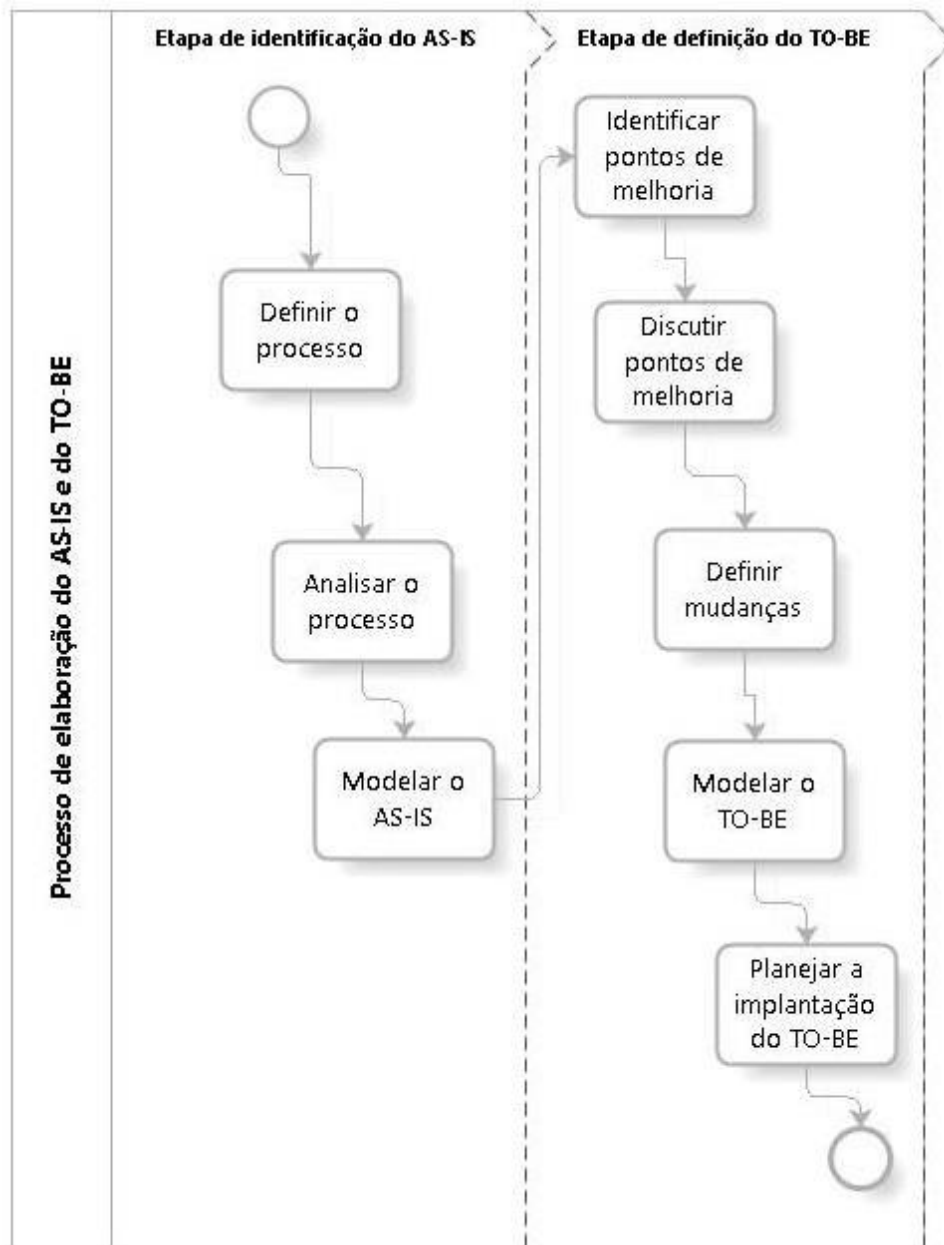 Processo de elaboração do AS-IS e do TO-BE
Etapa de identificação do AS-IS
Definir o
processo
Analisar o
processo
Modelar o
AS-IS
Etapa de definição do TO-BE
Identificar
pontos de
melhoria
Discutir
pontos de
melhoria
Definir
mudanças
Modelar o
TO-BE
Planejar a
implantação
do TO-BE